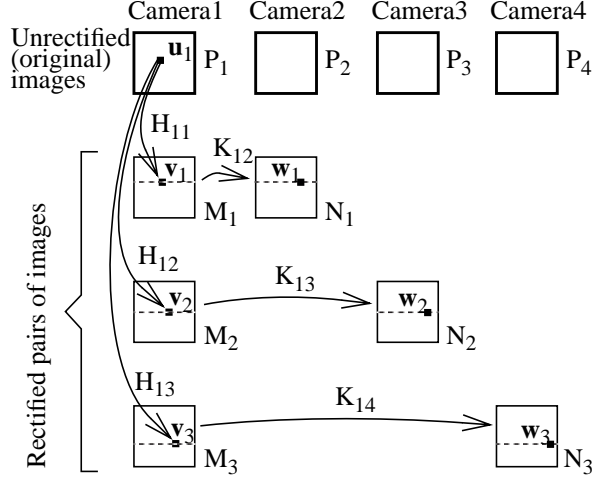 Camera1 Camera2 Camera3 Camera4
Unrectified (original) images
u1 P1 P2 P3 P4
H11 K12
v1 w1
M1 N1
H12 K13
v2 w2
M2 N2
H13 K14
v3 w3
M3 N3
Rectified pairs of images